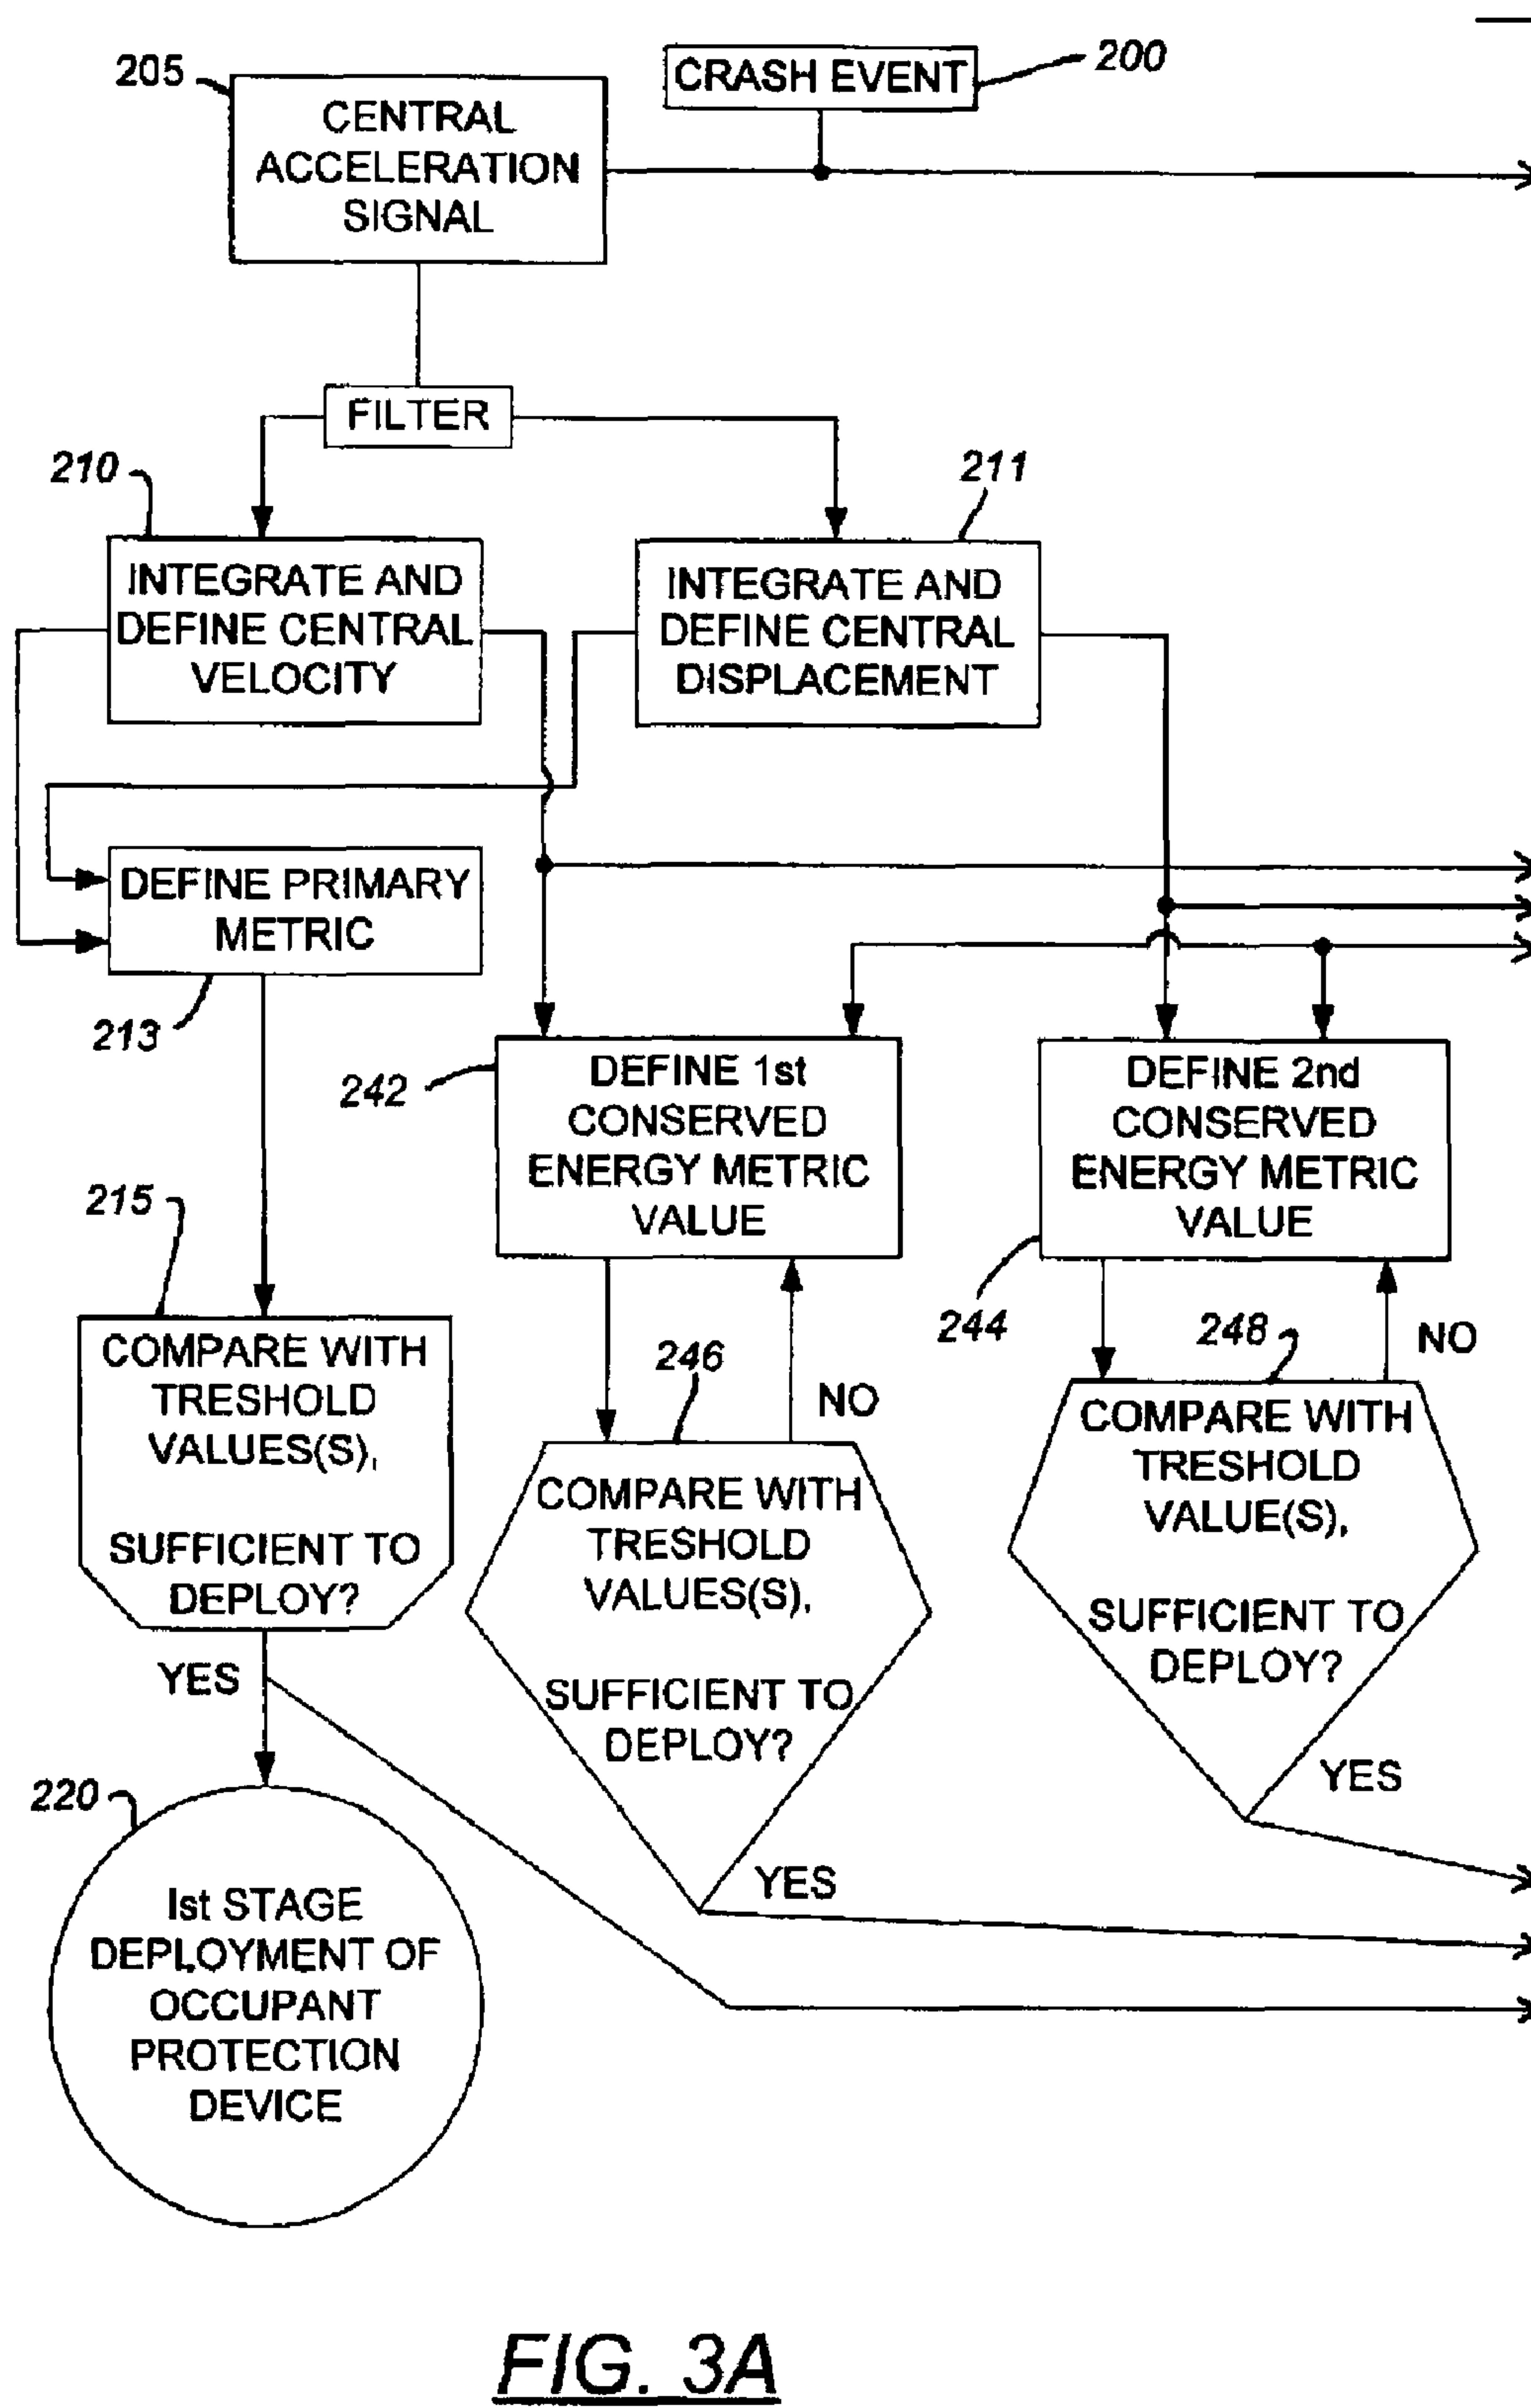 205
CENTRAL
ACCELERATION
SIGNAL
CRASH EVENT
200
FILTER
210
INTEGRATE AND
DEFINE CENTRAL
VELOCITY
211
INTEGRATE AND
DEFINE CENTRAL
DISPLACEMENT
DEFINE PRIMARY
METRIC
213
242
DEFINE 1st
CONSERVED
ENERGY METRIC
VALUE
DEFINE 2nd
CONSERVED
ENERGY METRIC
VALUE
244
215
COMPARE WITH
TRESHOLD
VALUES(S),
SUFFICIENT TO
DEPLOY?
YES
246
NO
COMPARE WITH
TRESHOLD
VALUES(S),
SUFFICIENT TO
DEPLOY?
YES
248
NO
COMPARE WITH
TRESHOLD
VALUE(S),
SUFFICIENT TO
DEPLOY?
YES
220
Ist STAGE
DEPLOYMENT OF
OCCUPANT
PROTECTION
DEVICE
FIG. 3A